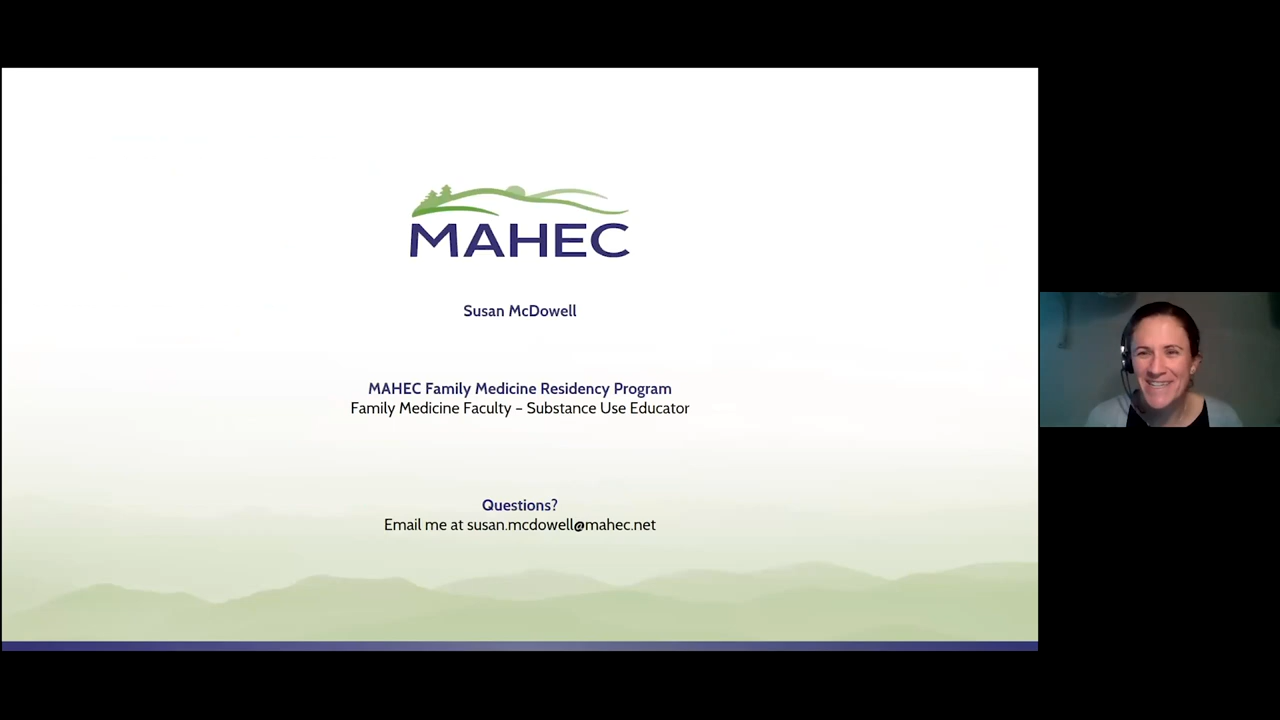 MAHEC
Susan McDowell
MAHEC Family Medicine Residency Program
Family Medicine Faculty – Substance Use Educator
Questions?
Email me at susan.mcdowell@mahec.net